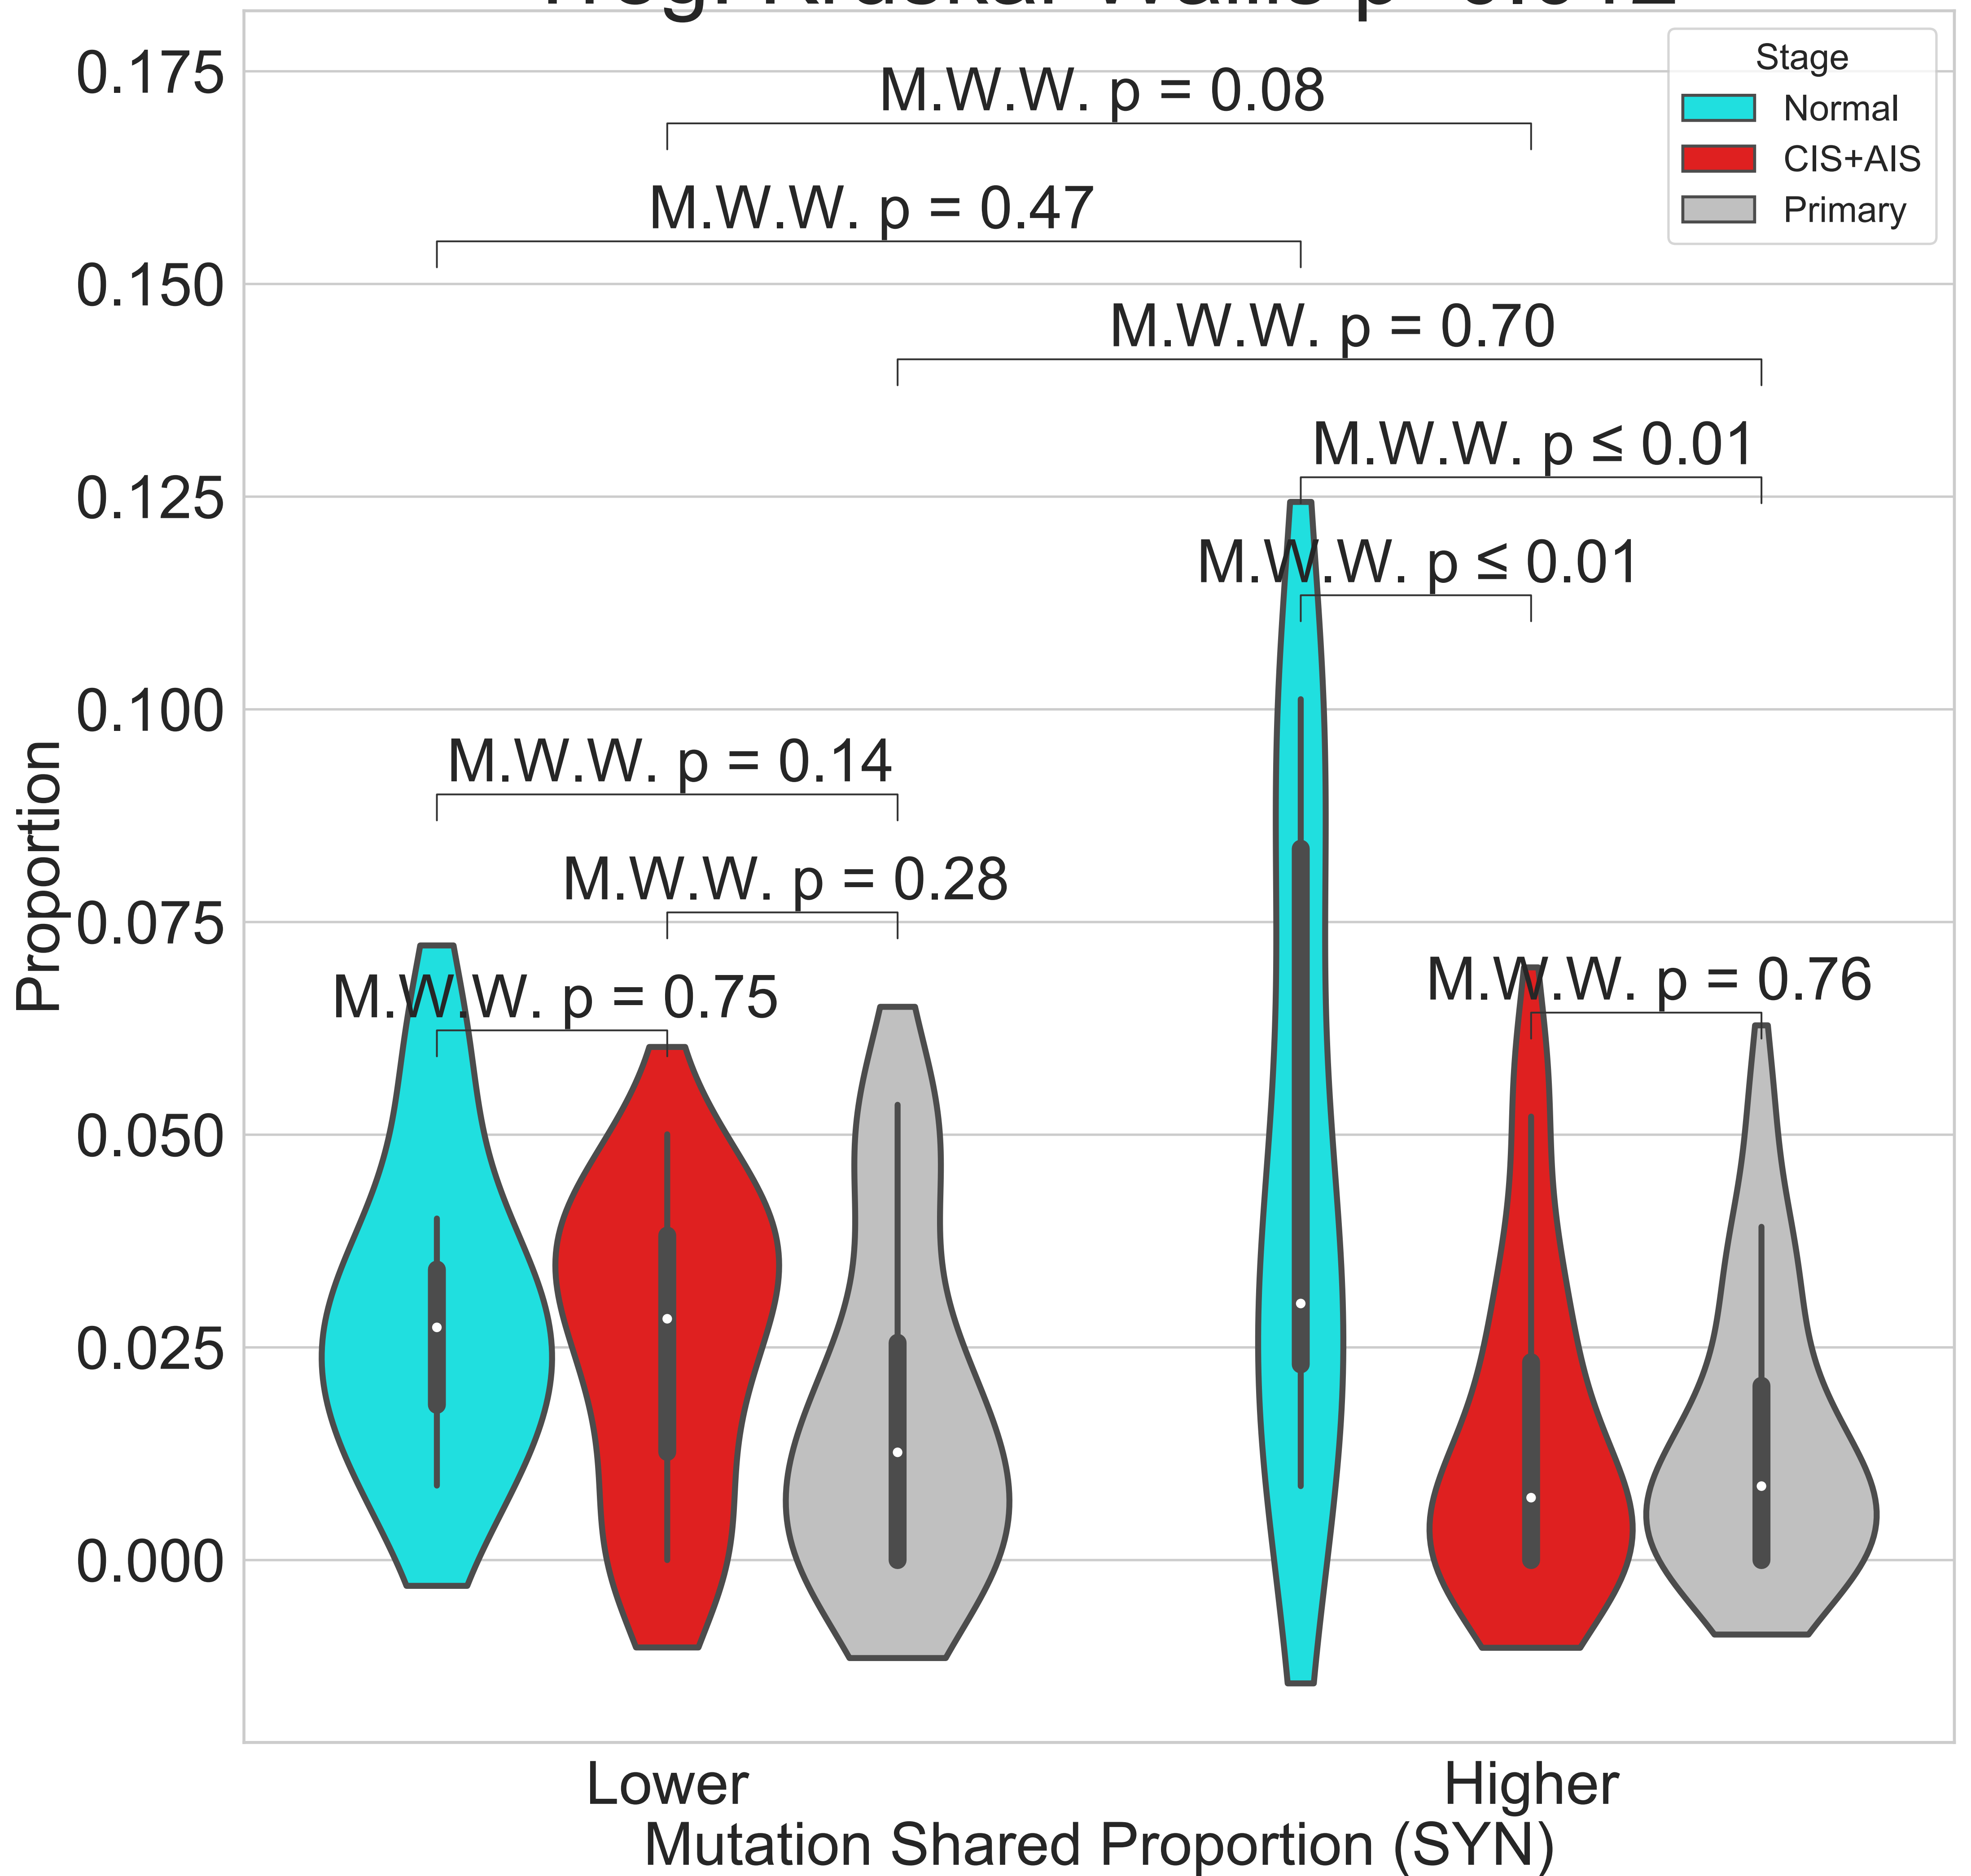 0.175
0.150
0.125
0.100
0.075
0.050
0.025
0.000
Proportion
Stage
Normal
CIS+AIS
Primary
M.W.W. p = 0.08
M.W.W. p = 0.47
M.W.W. p = 0.70
M.W.W. p ≤ 0.01
M.W.W. p ≤ 0.01
M.W.W. p = 0.14
M.W.W. p = 0.28
M.W.W. p = 0.75
M.W.W. p = 0.76
Lower
Higher
Mutation Shared Proportion (SYN)